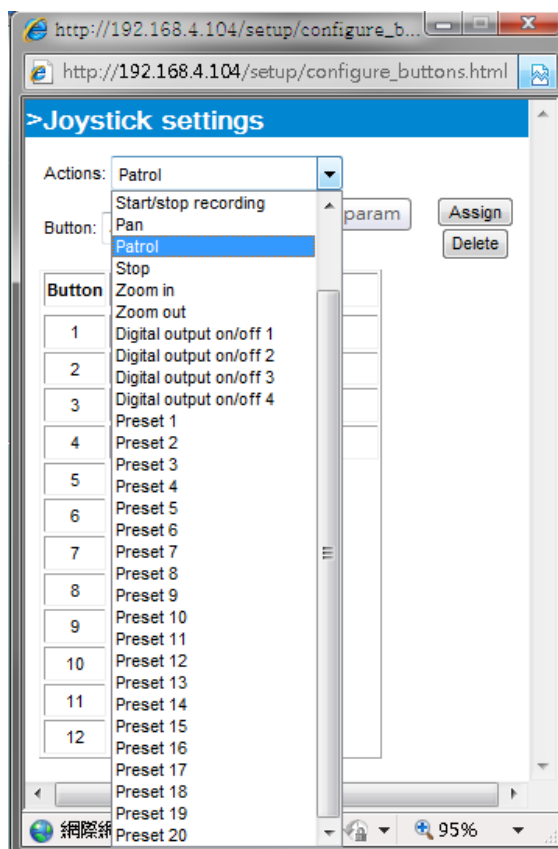 http://192.168.4.104/setup/configure_b...
http://192.168.4.104/setup/configure_buttons.html
>Joystick settings
Actions: Patrol
Button:
param
Assign
Delete
Start/stop recording
Pan
Patrol
Stop
Zoom in
Zoom out
Digital output on/off 1
Digital output on/off 2
Digital output on/off 3
Digital output on/off 4
Preset 1
Preset 2
Preset 3
Preset 4
Preset 5
Preset 6
Preset 7
Preset 8
Preset 9
Preset 10
Preset 11
Preset 12
Preset 13
Preset 14
Preset 15
Preset 16
Preset 17
Preset 18
Preset 19
Preset 20
Button
1
2
3
4
5
6
7
8
9
10
11
12
網際
95%